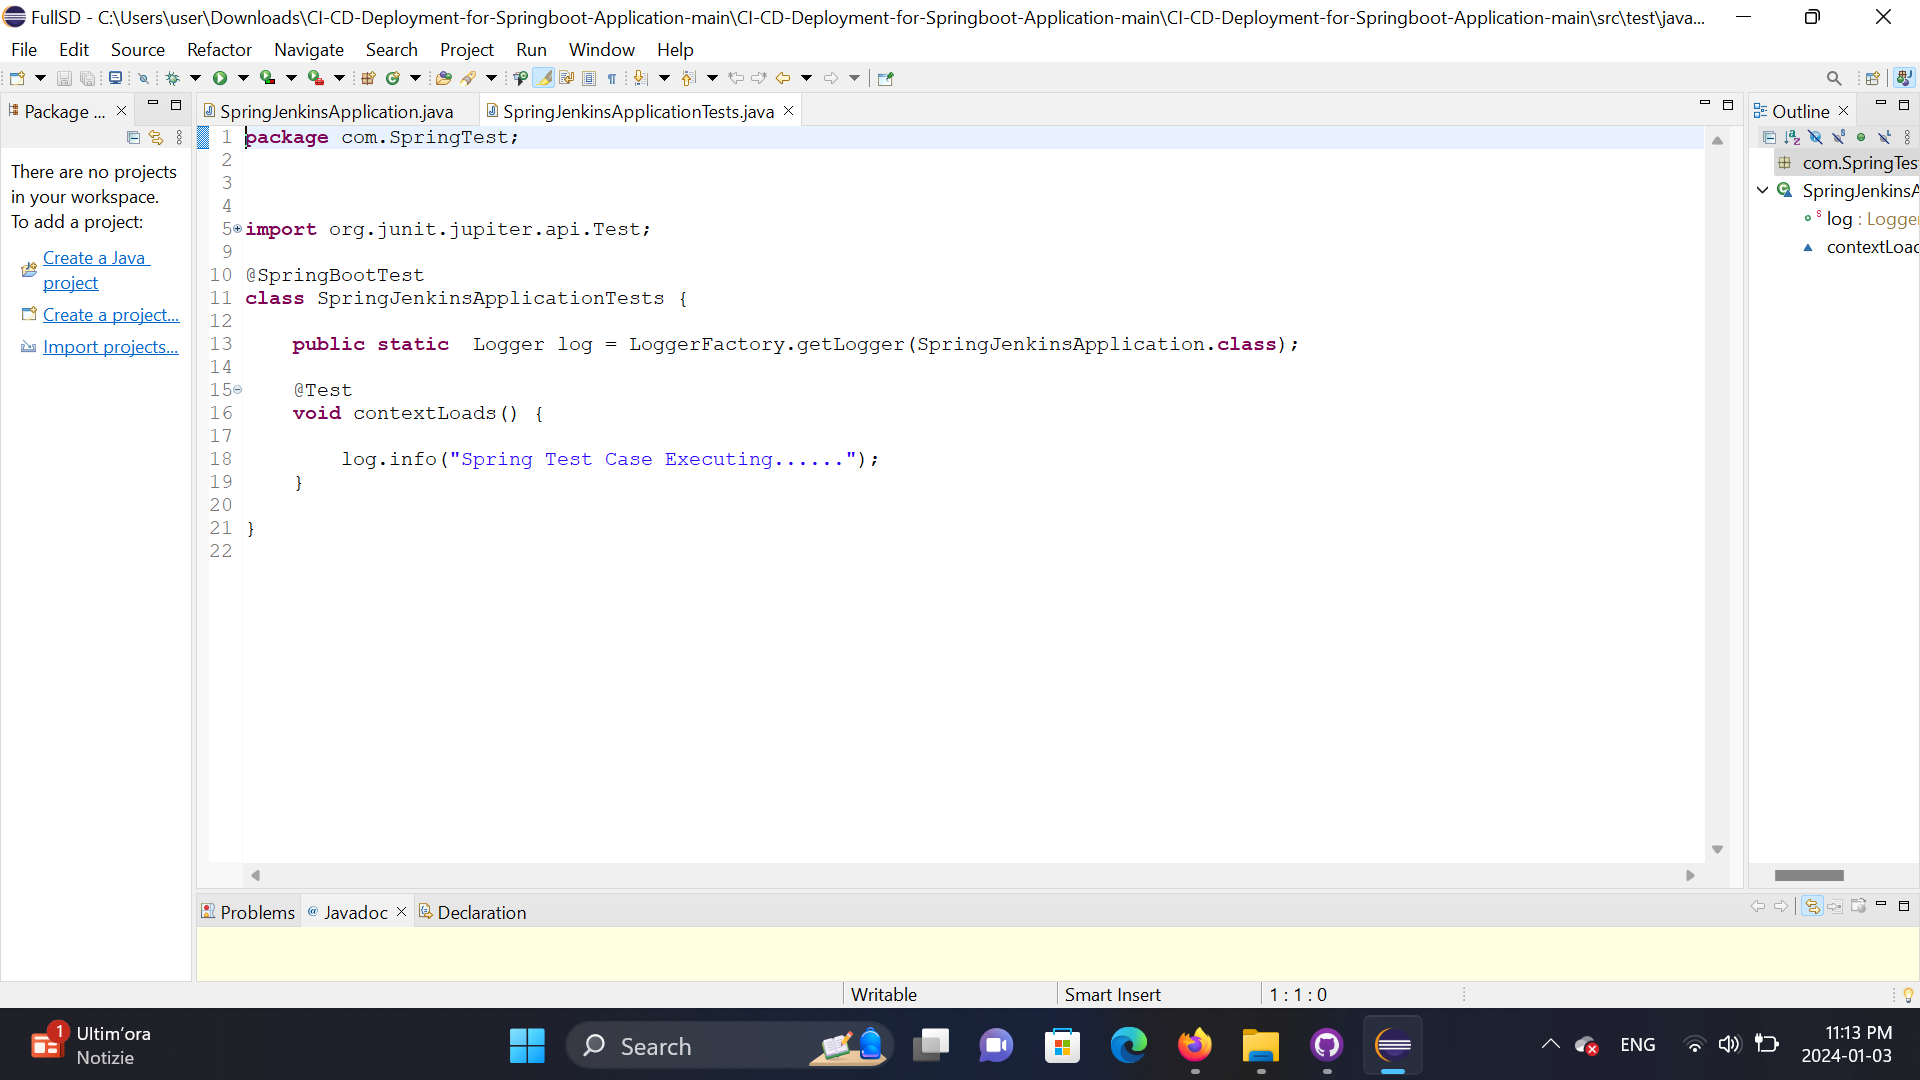 FullSD - C:\Users\user\Downloads\CI-CD-Deployment-for-Springboot-Application-main\CI-CD-Deployment-for-Springboot-Application-main\CI-CD-Deployment-for-Springboot-Application-main\src\test\java...
File Edit Source Refactor Navigate Search Project Run Window Help
Package ...
There are no projects
in your workspace.
To add a project:
Create a Java
project
Create a project...
Import projects...
SpringJenkinsApplication.java SpringJenkinsApplicationTests.java
1 package com.SpringTest;
2
3
4
5 import org.junit.jupiter.api.Test;
9
10 @SpringBootTest
11 class SpringJenkinsApplicationTests {
12
13 public static  Logger log = LoggerFactory.getLogger(SpringJenkinsApplication.class);
14
15 @Test
16 void contextLoads() {
17
18 log.info("Spring Test Case Executing......");
19 }
20
21 }
22
Outline
com.SpringTes
SpringJenkinsA
log : Logger
contextLoad
Problems @ Javadoc Declaration
Writable Smart Insert 1 : 1 : 0
1 Ultim'ora
Notizie
Search
ENG
11:13 PM
2024-01-03